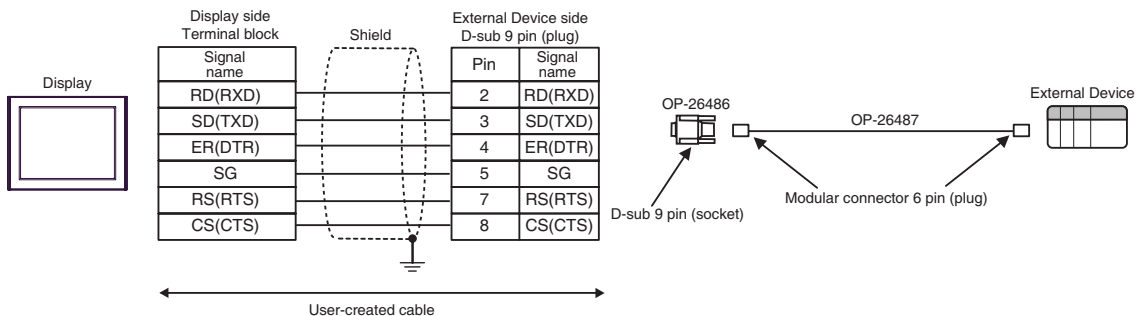 Display side
Terminal block
Shield
External Device side
D-sub 9 pin (plug)
Signal
name
Pin
Signal
name
RD(RXD)
2
RD(RXD)
SD(TXD)
3
SD(TXD)
ER(DTR)
4
ER(DTR)
SG
5
SG
RS(RTS)
7
RS(RTS)
CS(CTS)
8
CS(CTS)
User-created cable
Display
OP-26486
OP-26487
External Device
D-sub 9 pin (socket)
Modular connector 6 pin (plug)